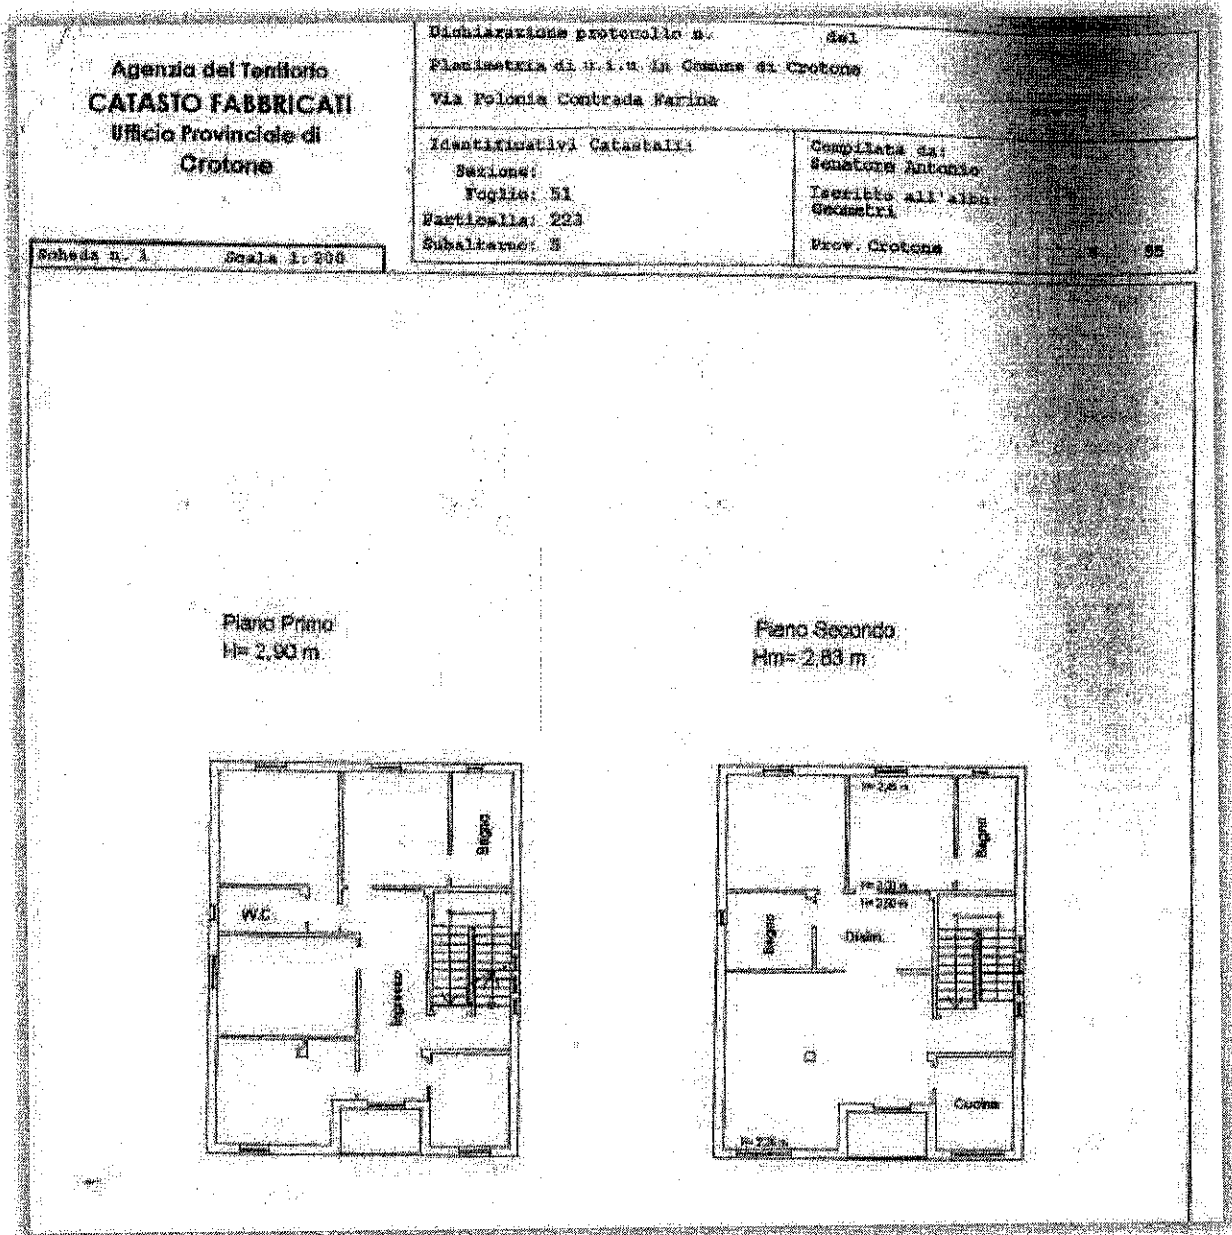 Agenzia del Territorio
CATASTO FABBRICATI
Ufficio Provinciale di
Crotone
Scheda n. 1 Scala 1:200
Dichiarazione protocollo n. del
Planimetria di u.i.u. in Comune di Crotone
Via Polonia Contrada Farina
Identificativi Catastali:
Sezione:
Foglio: 51
Particella: 223
Subalterno:
Compilata da:
Senatore Antonio
Iscritto all'albo:
Geometri
Prov. Crotone
Piano Primo
H= 2,90 m
Piano Secondo
Hm= 2,83 m
Bagno
W.C.
Ingresso
Bagno
Bagno
Disim.
Cucina